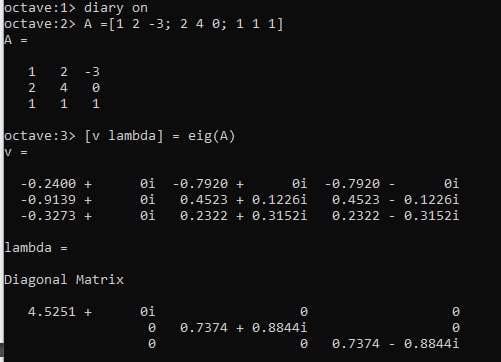 octave:1> diary on
octave:2> A =[1 2 -3; 2 4 0; 1 1 1]
A =
1 2 -3
2 4 0
1 1 1
octave:3> [v lambda] = eig(A)
v =
-0.2400 + 0i -0.7920 + 0i -0.7920 - 0i
-0.9139 + 0i 0.4523 + 0.1226i 0.4523 - 0.1226i
-0.3273 + 0i 0.2322 + 0.3152i 0.2322 - 0.3152i
lambda =
Diagonal Matrix
4.5251 + 0i 0 0
0 0.7374 + 0.8844i 0
0 0 0.7374 - 0.8844i